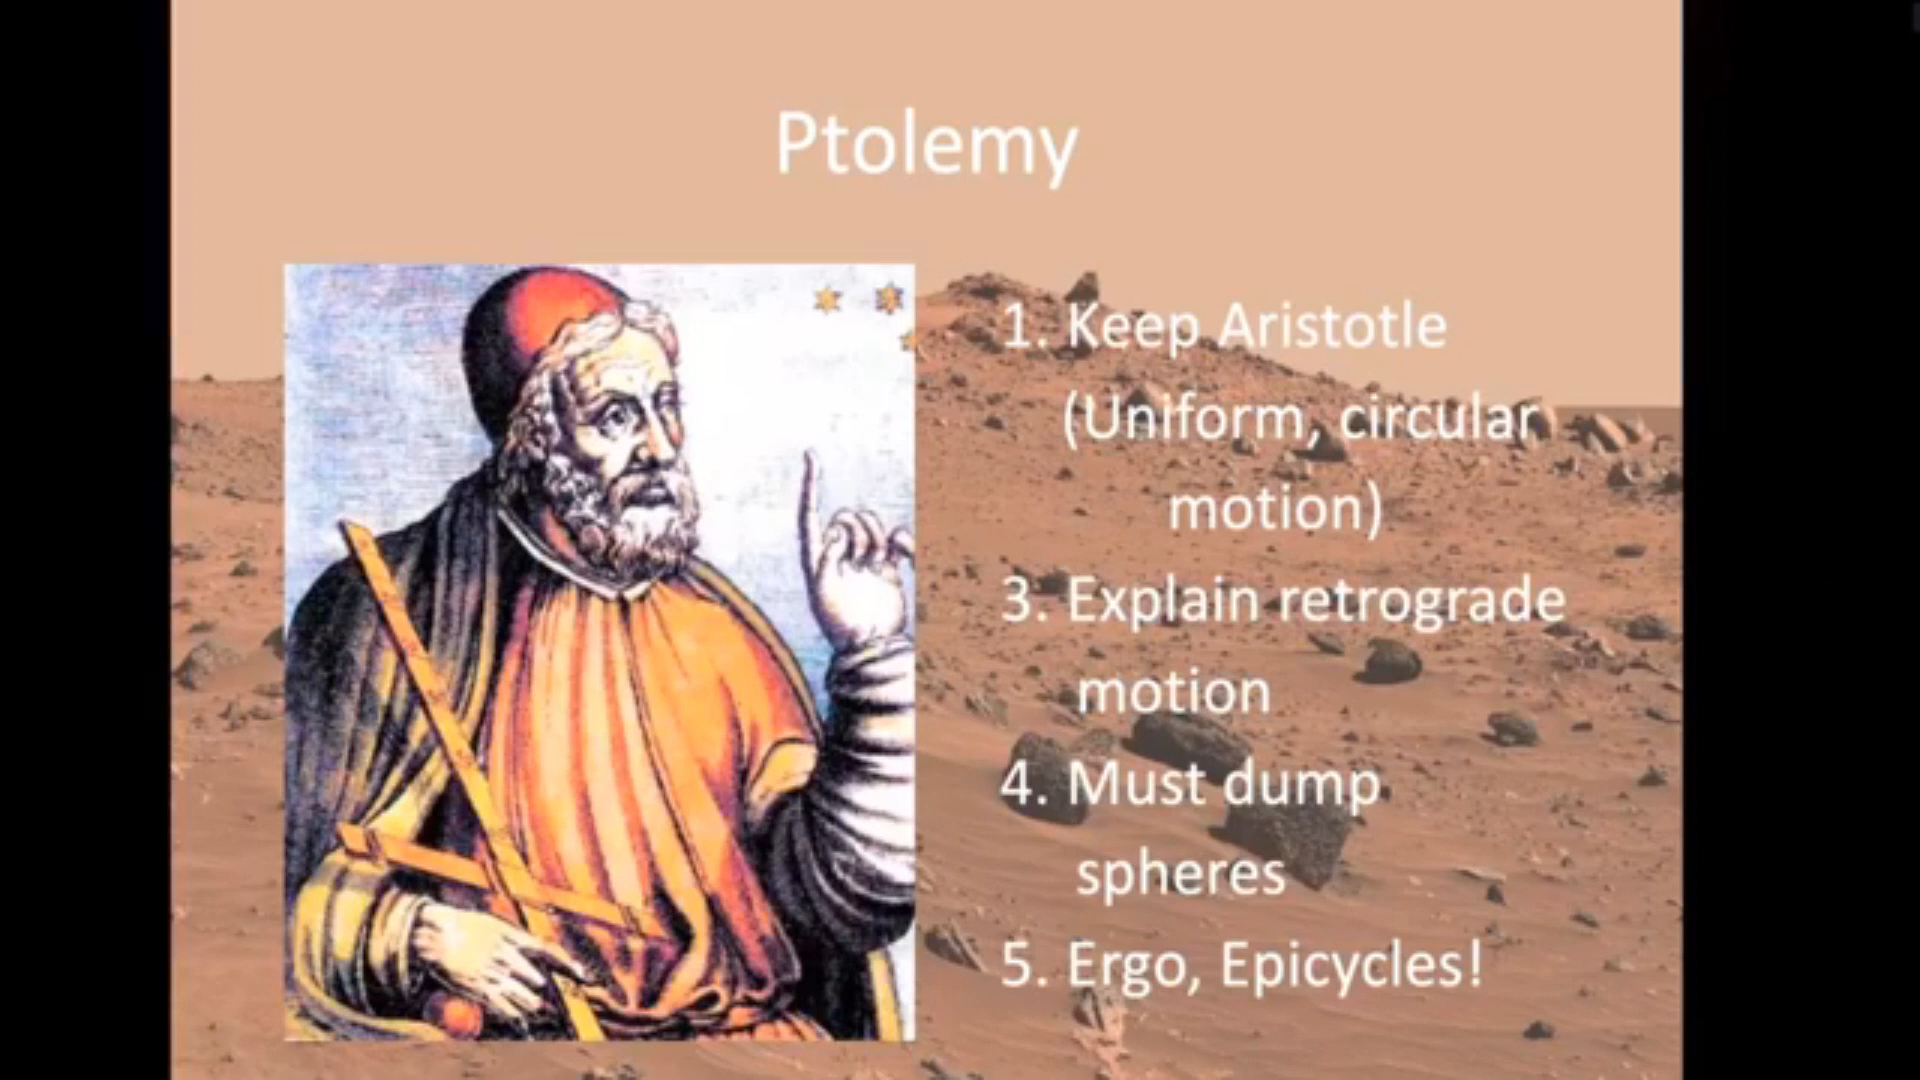 Ptolemy
1. Keep Aristotle
(Uniform, circular
motion)
3. Explain retrograde
motion
4. Must dump
spheres
5. Ergo, Epicycles!